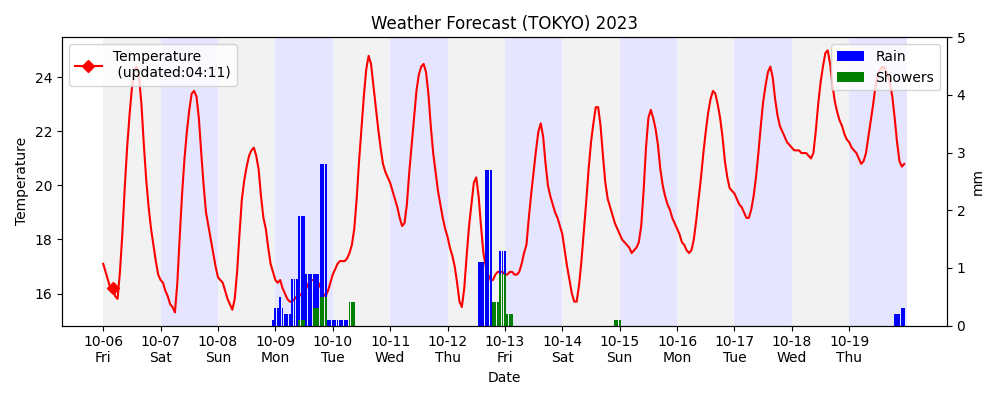 Weather Forecast (TOKYO) 2023
Temperature
(updated:04:11)
Rain
Showers
Temperature
24
22
20
18
16
5
4
3
2
1
0
mm
10-06 10-07 10-08 10-09 10-10 10-11 10-12 10-13 10-14 10-15 10-16 10-17 10-18 10-19
Fri Sat Sun Mon Tue Wed Thu Fri Sat Sun Mon Tue Wed Thu
Date